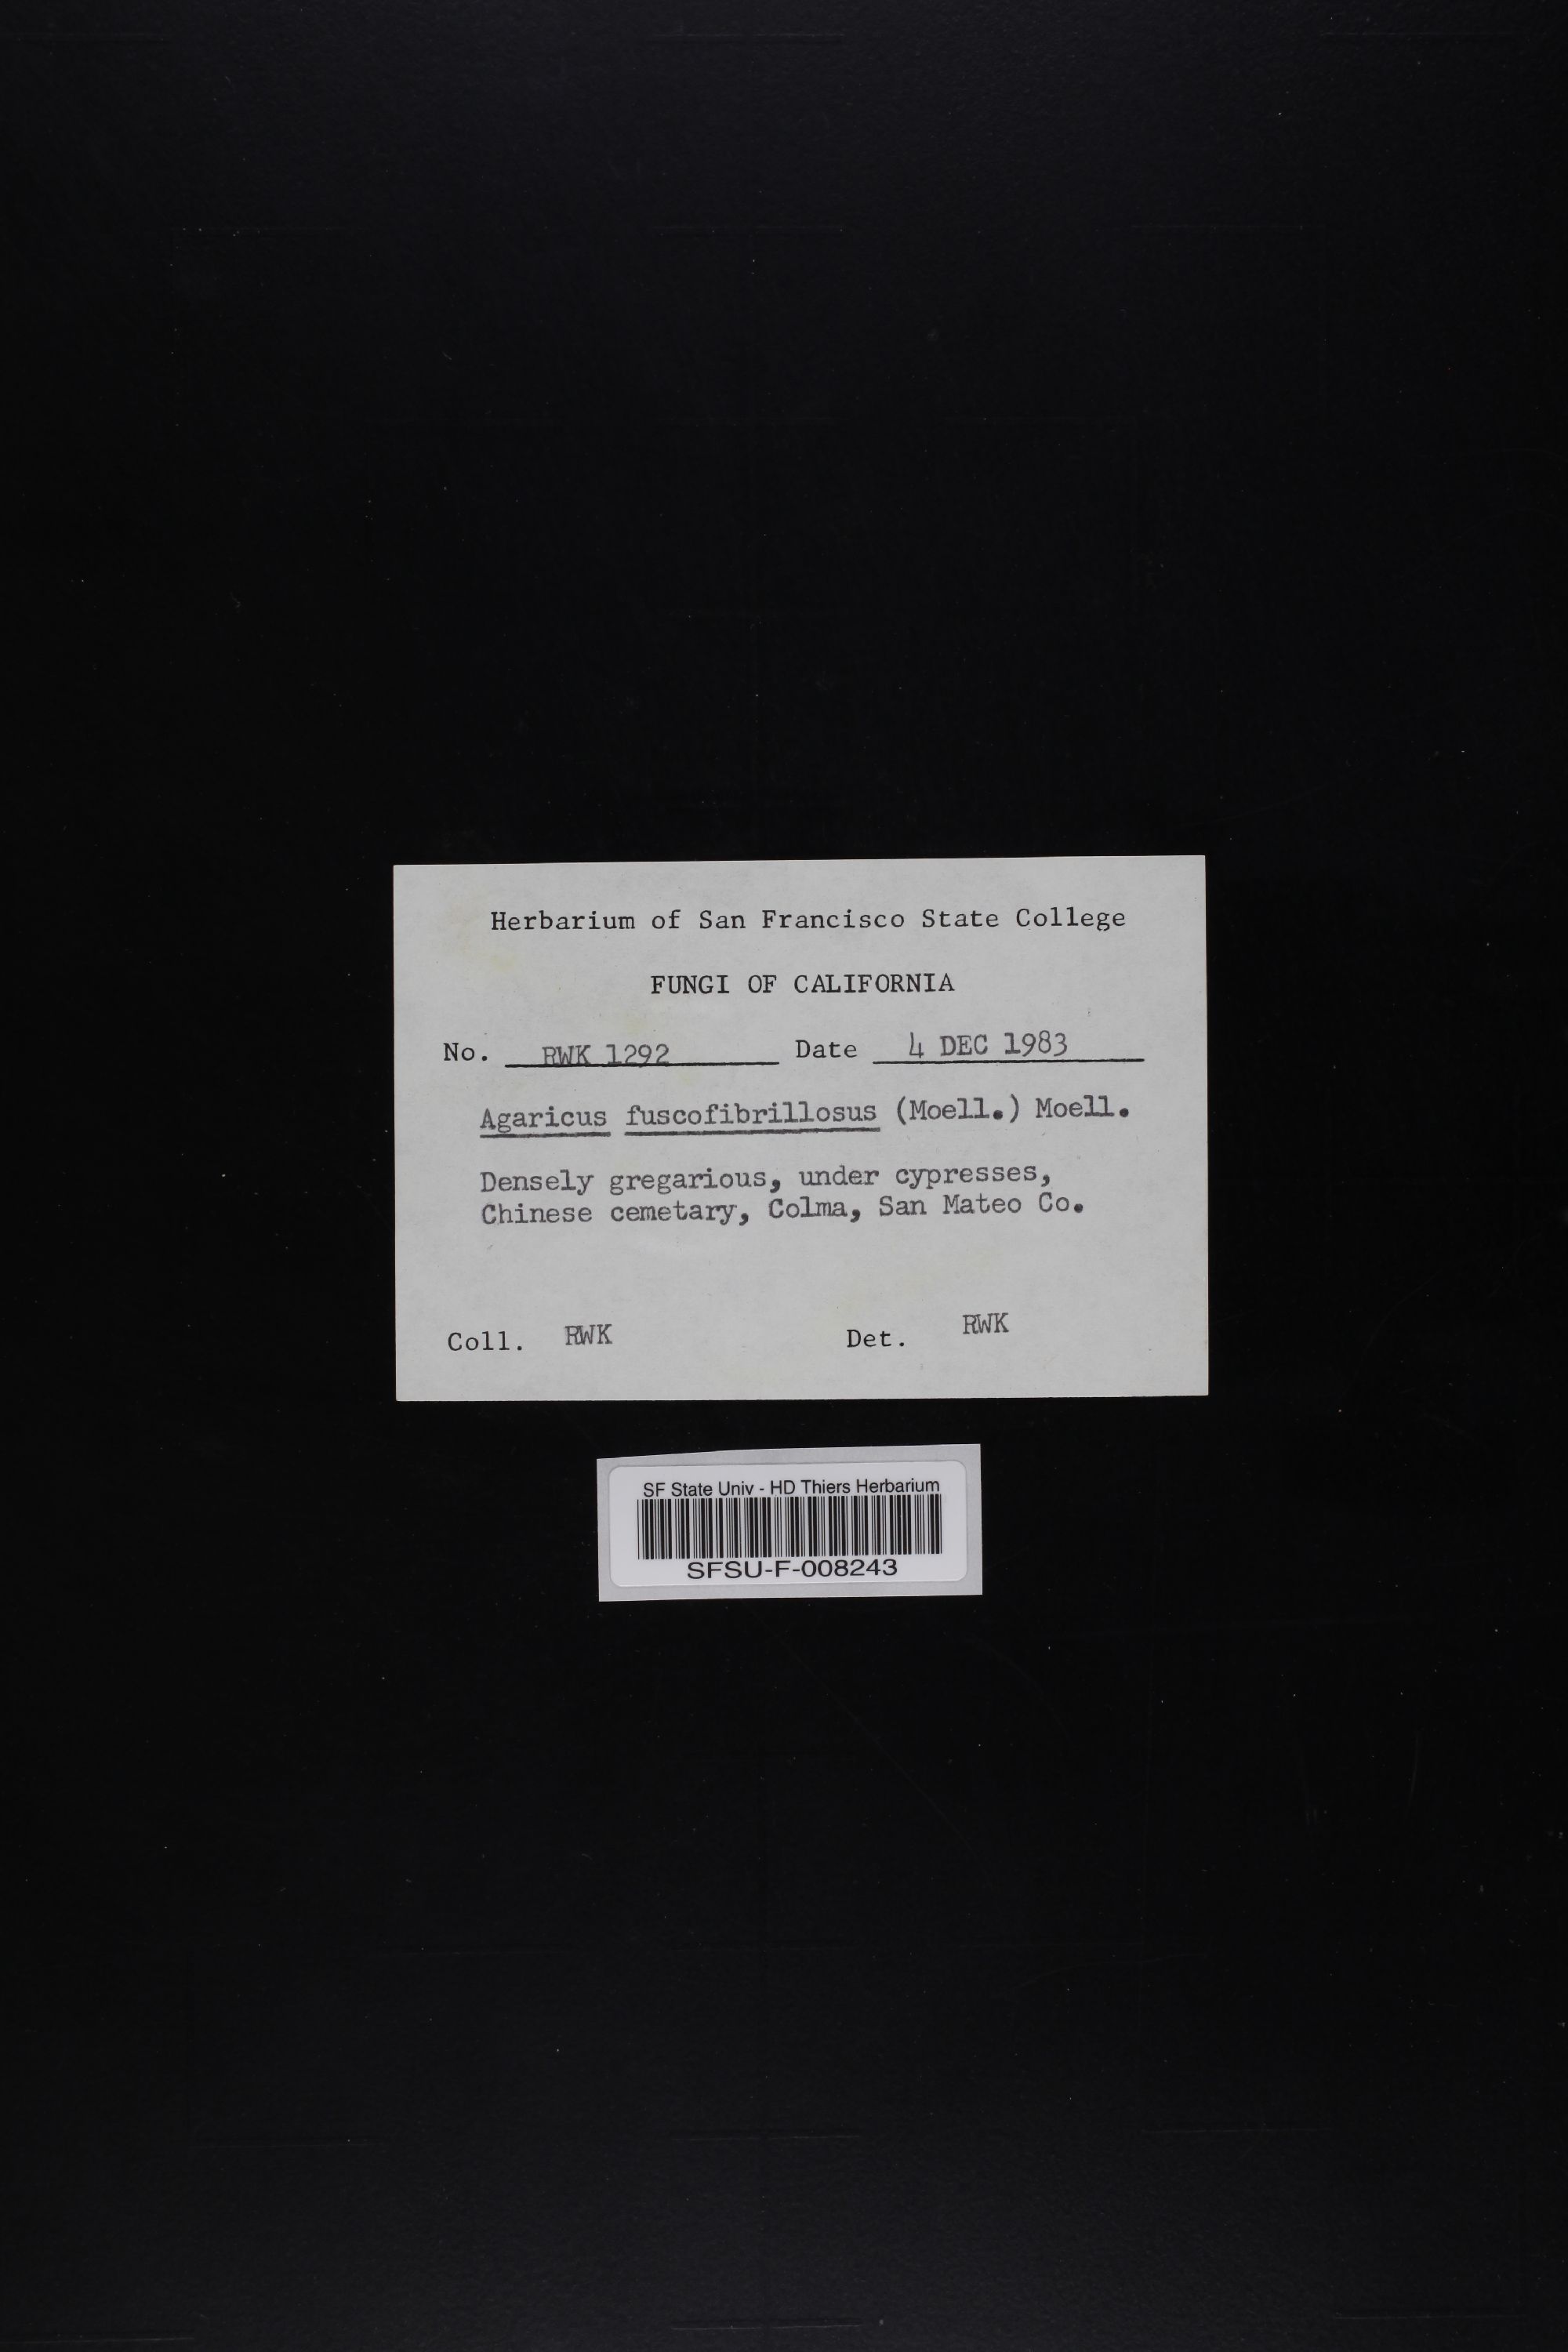 Herbarium of San Francisco State College
FUNGI OF CALIFORNIA
No. RWK 1292 Date 4 DEC 1983
Agaricus fuscofibrillosus (Moell.) Moell.
Densely gregarious, under cypresses,
Chinese cemetary, Colma, San Mateo Co.
Coll. RWK Det. RWK
SF State Univ - HD Thiers Herbarium
SFSU-F-008243